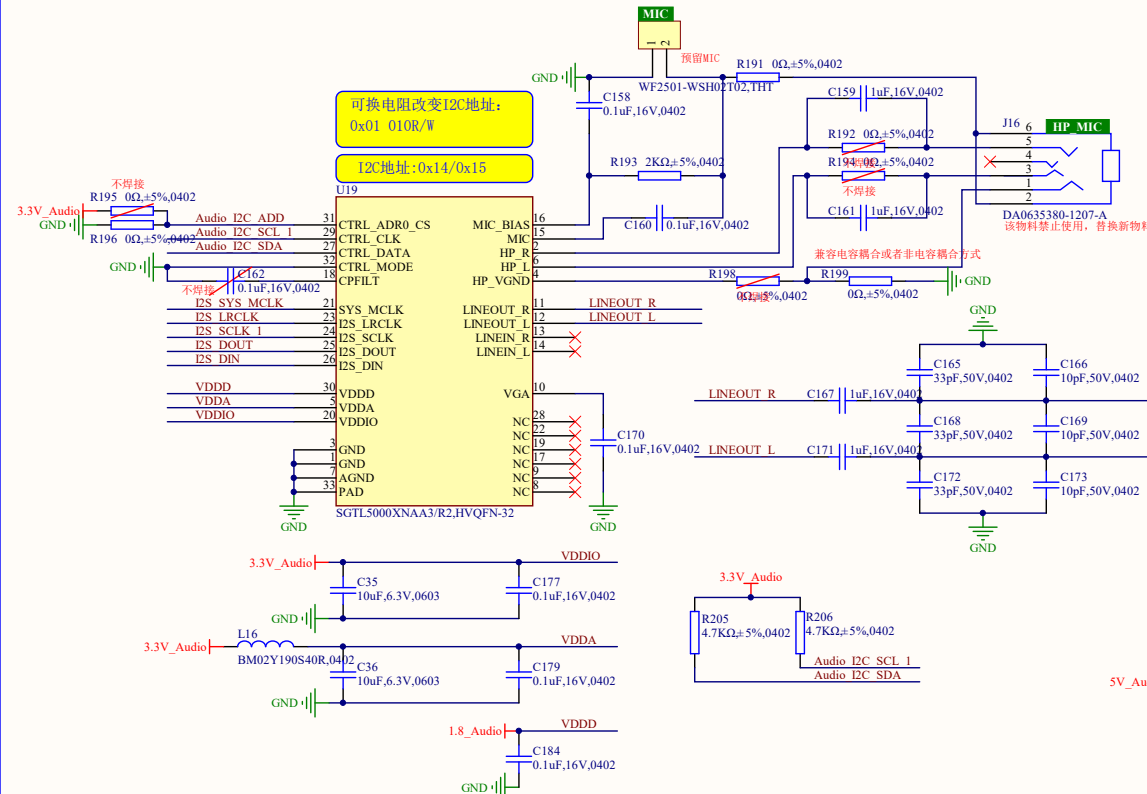 MIC
1
2
预留MIC
WF2501-WSH02T02,THT
GND
C158
0.1uF,16V,0402
R191 0Ω,±5%,0402
C159 1uF,16V,0402
R192 0Ω,±5%,0402
R194 0Ω,±5%,0402
不焊接
C161 1uF,16V,0402
J16
HP_MIC
6
5
4
3
1
2
DA0635380-1207-A
该物料禁止使用，替换新物料
可换电阻改变I2C地址：
0x01 010R/W
I2C地址:0x14/0x15
R193 2KΩ,±5%,0402
C160 0.1uF,16V,0402
兼容电容耦合或者非电容耦合方式
R198
0Ω,±5%,0402
R199
0Ω,±5%,0402
GND
U19
不焊接
R195 0Ω,±5%,0402
3.3V_Audio
GND
R196 0Ω,±5%,0402
Audio_I2C_ADD 31 CTRL_ADR0_CS
Audio_I2C_SCL_1 29 CTRL_CLK
Audio_I2C_SDA 27 CTRL_DATA
32 CTRL_MODE
18 CPFILT
GND
C162
不焊接
0.1uF,16V,0402
I2S_SYS_MCLK 21 SYS_MCLK
I2S_LRCLK 23 I2S_LRCLK
I2S_SCLK_1 24 I2S_SCLK
I2S_DOUT 25 I2S_DOUT
I2S_DIN 26 I2S_DIN
VDDD 30 VDDD
VDDA 5 VDDA
VDDIO 20 VDDIO
3 GND
1 GND
7 AGND
33 PAD
GND
MIC_BIAS 16
MIC 15
HP_R 2
HP_L 6
HP_VGND 4
LINEOUT_R 11 LINEOUT_R
LINEOUT_L 12 LINEOUT_L
LINEIN_R 13
LINEIN_L 14
VGA 10
NC 28
NC 22
NC 19
NC 17
NC 9
NC 8
SGTL5000XNAA3/R2,HVQFN-32
C170
0.1uF,16V,0402
GND
GND
C165
33pF,50V,0402
C166
10pF,50V,0402
LINEOUT_R C167 1uF,16V,0402
C168
33pF,50V,0402
C169
10pF,50V,0402
LINEOUT_L C171 1uF,16V,0402
C172
33pF,50V,0402
C173
10pF,50V,0402
GND
3.3V_Audio
VDDIO
C35
10uF,6.3V,0603
C177
0.1uF,16V,0402
GND
3.3V_Audio
L16
BM02Y190S40R,0402
VDDA
C36
10uF,6.3V,0603
C179
0.1uF,16V,0402
GND
1.8_Audio
VDDD
C184
0.1uF,16V,0402
GND
3.3V_Audio
R205
4.7KΩ,±5%,0402
R206
4.7KΩ,±5%,0402
Audio_I2C_SCL_1
Audio_I2C_SDA
5V_Au